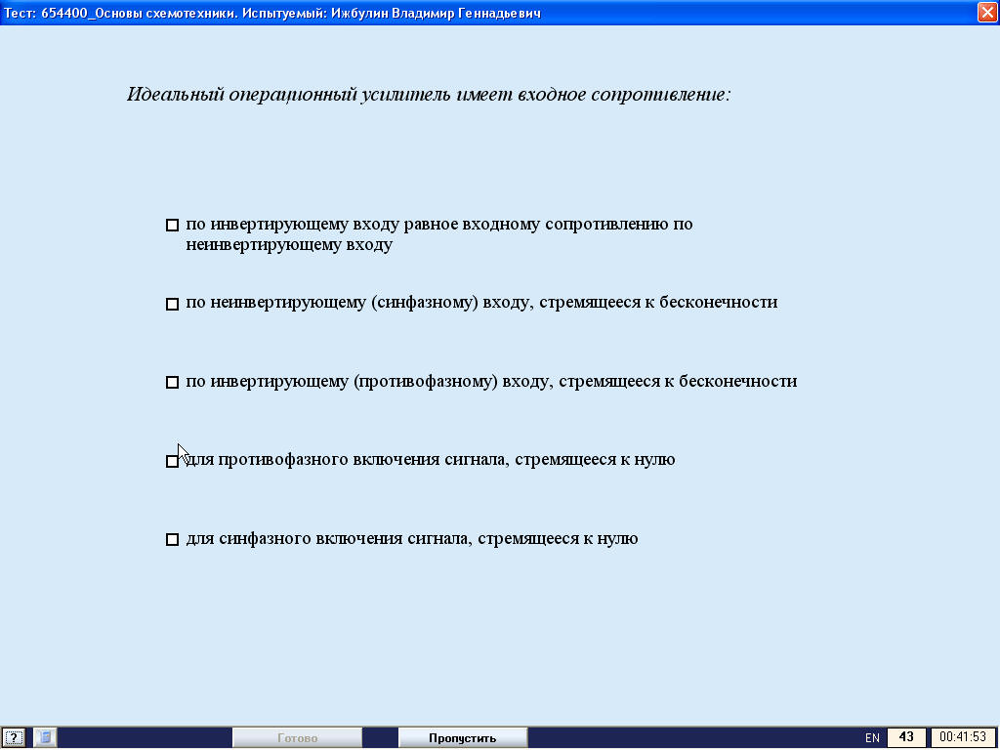 Тест: 654400_Основы схемотехники. Испытуемый: Ижбулин Владимир Геннадьевич
Идеальный операционный усилитель имеет входное сопротивление:
по инвертирующему входу равное входному сопротивлению по
неинвертирующему входу
по неинвертирующему (синфазному) входу, стремящееся к бесконечности
по инвертирующему (противофазному) входу, стремящееся к бесконечности
для противофазного включения сигнала, стремящееся к нулю
для синфазного включения сигнала, стремящееся к нулю
? Готово Пропустить EN 43 00:41:53